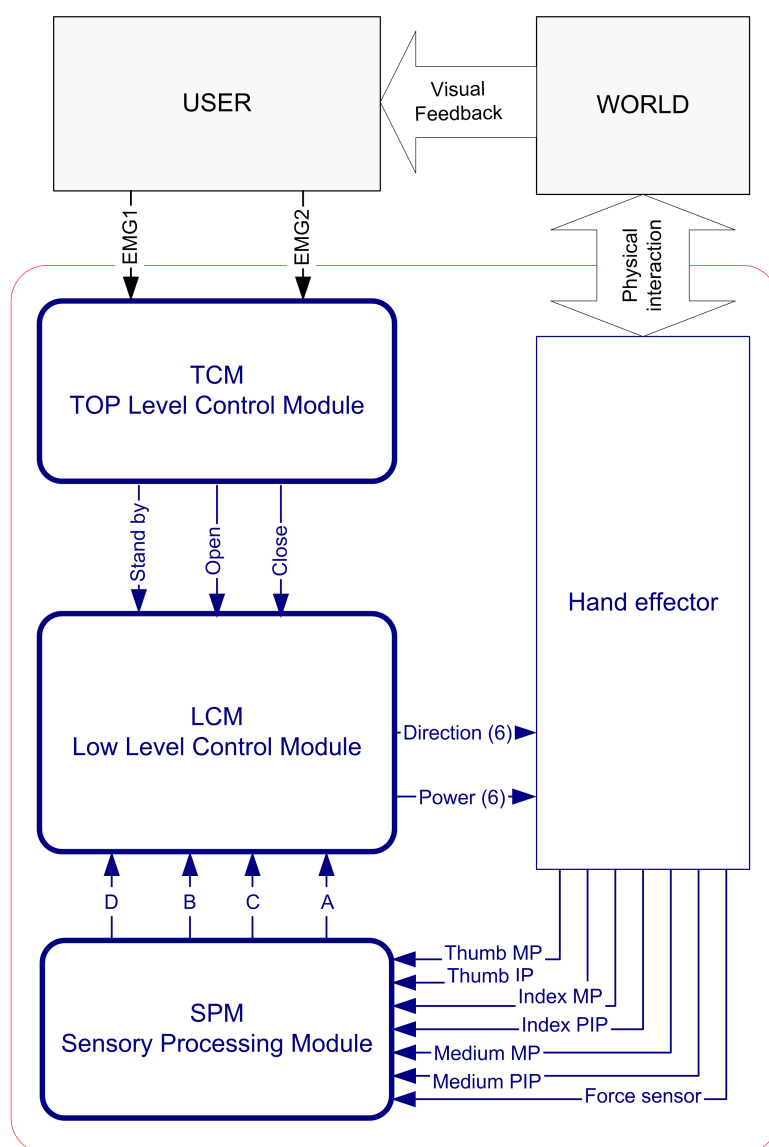 USER
WORLD
Visual
Feedback
EMG1
EMG2
Physical
interaction
TCM
TOP Level Control Module
Stand by
Open
Close
Hand effector
LCM
Low Level Control Module
Direction (6)
Power (6)
D
B
C
A
Thumb MP
Thumb IP
Index MP
Index PIP
Medium MP
Medium PIP
Force sensor
SPM
Sensory Processing Module